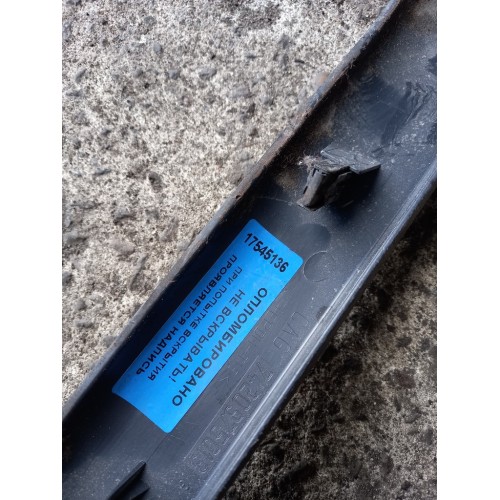 17545136
ОПЛОМБИРОВАНО
НЕ ВСКРЫВАТЬ!
ПРИ ПОПЫТКЕ ВСКРЫТИЯ
ПРОЯВЛЯЕТСЯ НАДПИСЬ